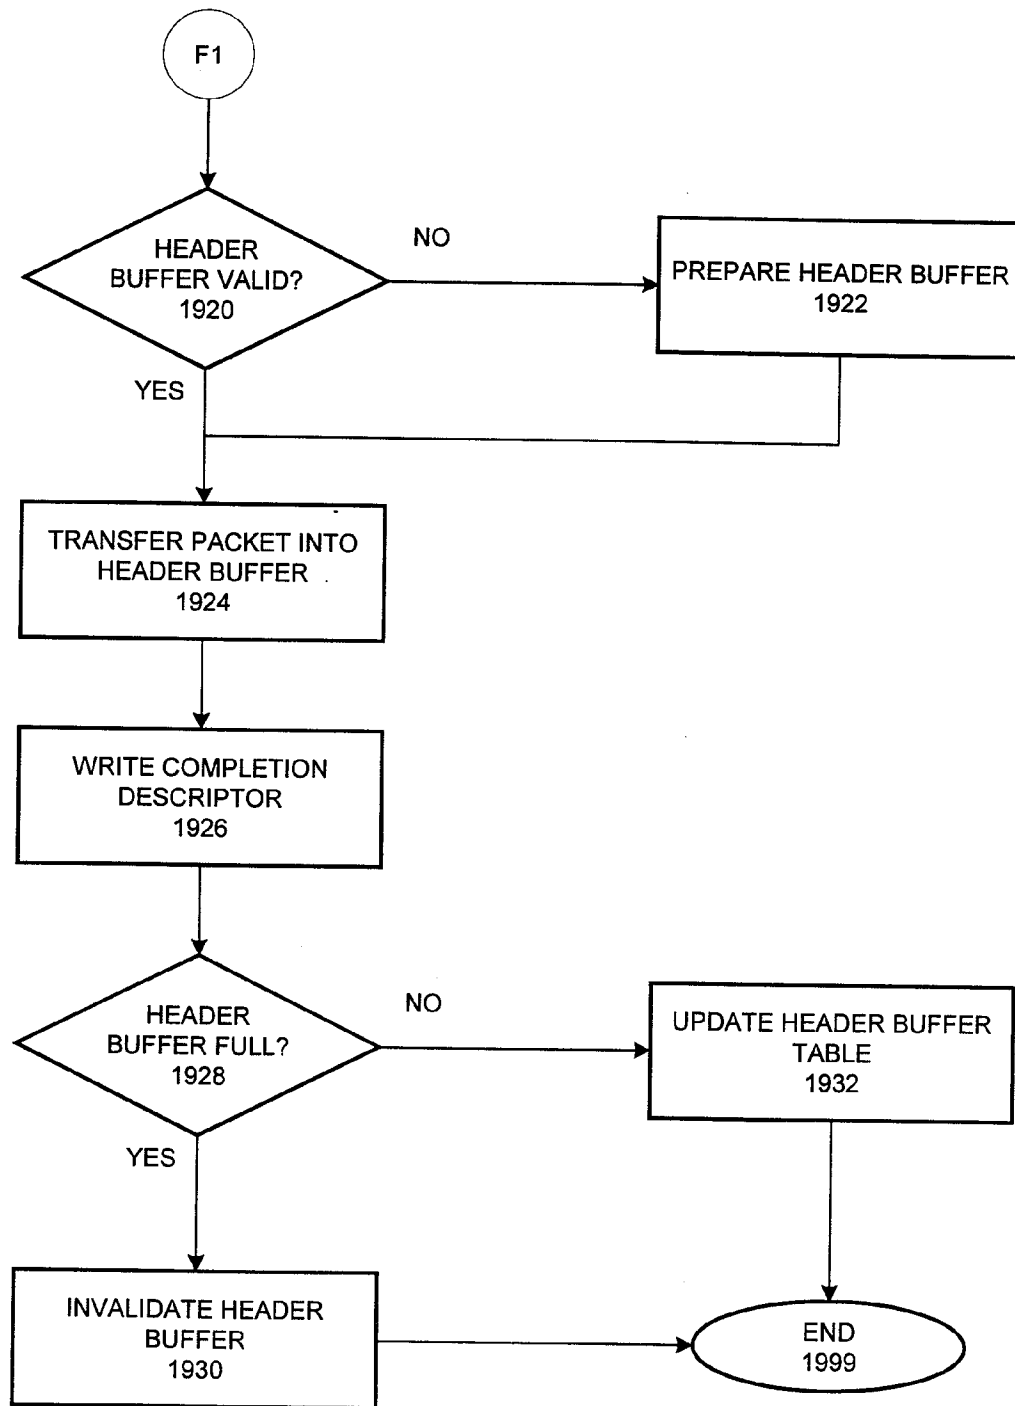 F1
HEADER
BUFFER VALID?
1920
NO
PREPARE HEADER BUFFER
1922
YES
TRANSFER PACKET INTO
HEADER BUFFER
1924
WRITE COMPLETION
DESCRIPTOR
1926
HEADER
BUFFER FULL?
1928
NO
UPDATE HEADER BUFFER
TABLE
1932
YES
INVALIDATE HEADER
BUFFER
1930
END
1999